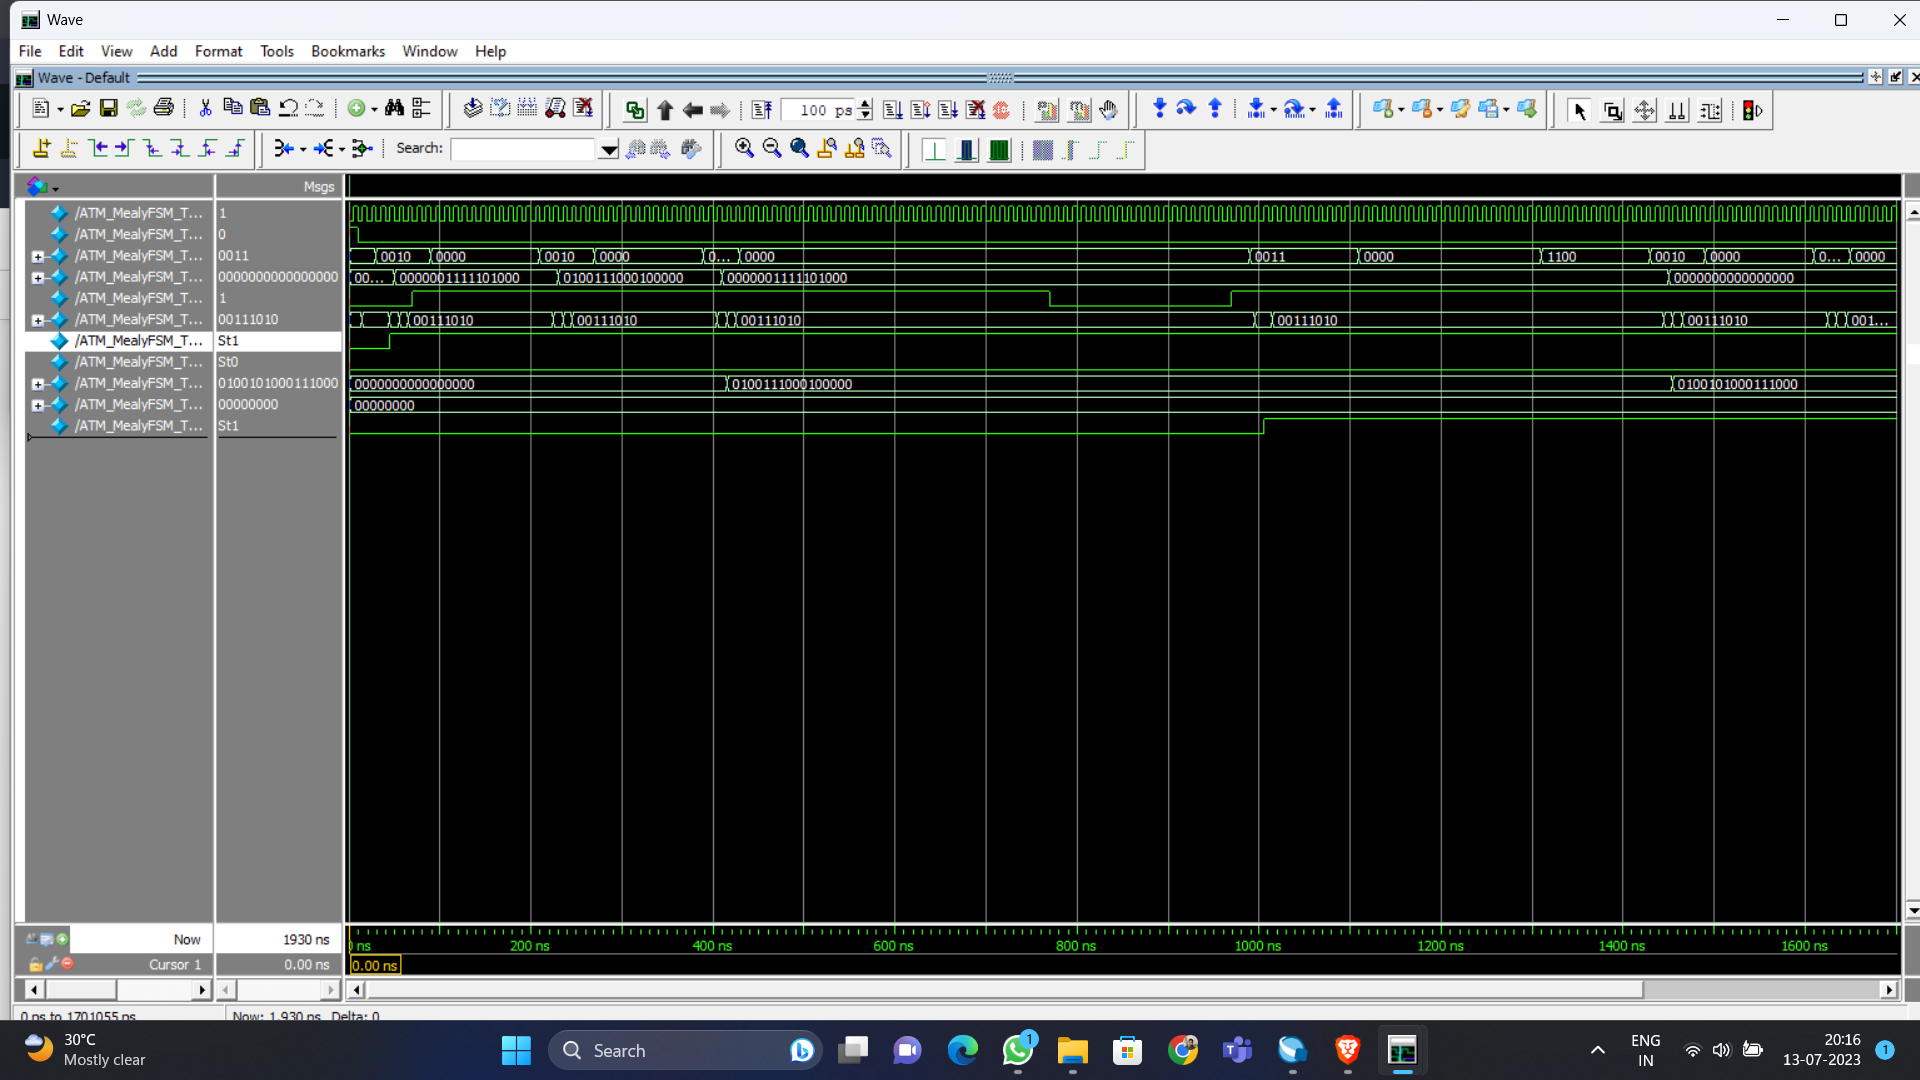 Wave
File Edit View Add Format Tools Bookmarks Window Help
Wave - Default
100 ps
Search:
Msgs
/ATM_MealyFSM_T... 1
/ATM_MealyFSM_T... 0
/ATM_MealyFSM_T... 0011 0010 0000 0010 0000 0... 0000 0011 0000 1100 0010 0000 0... 0000
/ATM_MealyFSM_T... 0000000000000000 00... 0000001111101000 0100111000100000 0000001111101000 0000000000000000
/ATM_MealyFSM_T... 1
/ATM_MealyFSM_T... 00111010 00111010 00111010 00111010 00111010 00111010 001...
/ATM_MealyFSM_T... St1
/ATM_MealyFSM_T... St0
/ATM_MealyFSM_T... 0100101000111000 0000000000000000 0100111000100000 0100101000111000
/ATM_MealyFSM_T... 00000000 00000000
/ATM_MealyFSM_T... St1
Now 1930 ns ns 200 ns 400 ns 600 ns 800 ns 1000 ns 1200 ns 1400 ns 1600 ns
Cursor 1 0.00 ns 0.00 ns
0 ns to 1701055 ns Now: 1,930 ns Delta: 0
30°C
Mostly clear
Search
1
ENG
IN
20:16
13-07-2023
1